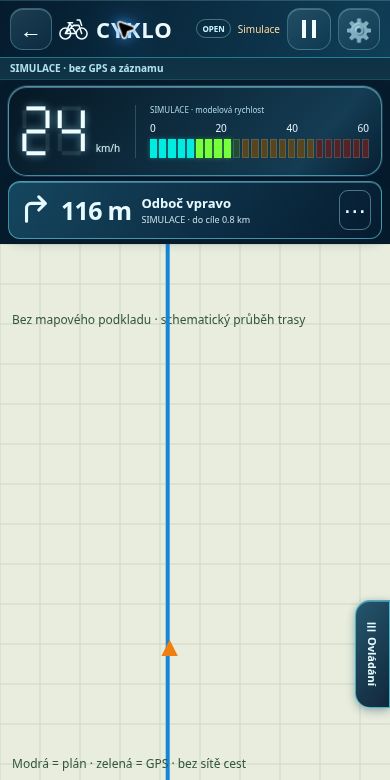 ← CYKLO OPEN Simulace
SIMULACE · bez GPS a záznamu
SIMULACE · modelová rychlost
0 20 40 60
24 km/h
116 m Odboč vpravo
SIMULACE · do cíle 0.8 km
Bez mapového podkladu · schematický průběh trasy
Ovládání
Modrá = plán · zelená = GPS · bez sítě cest